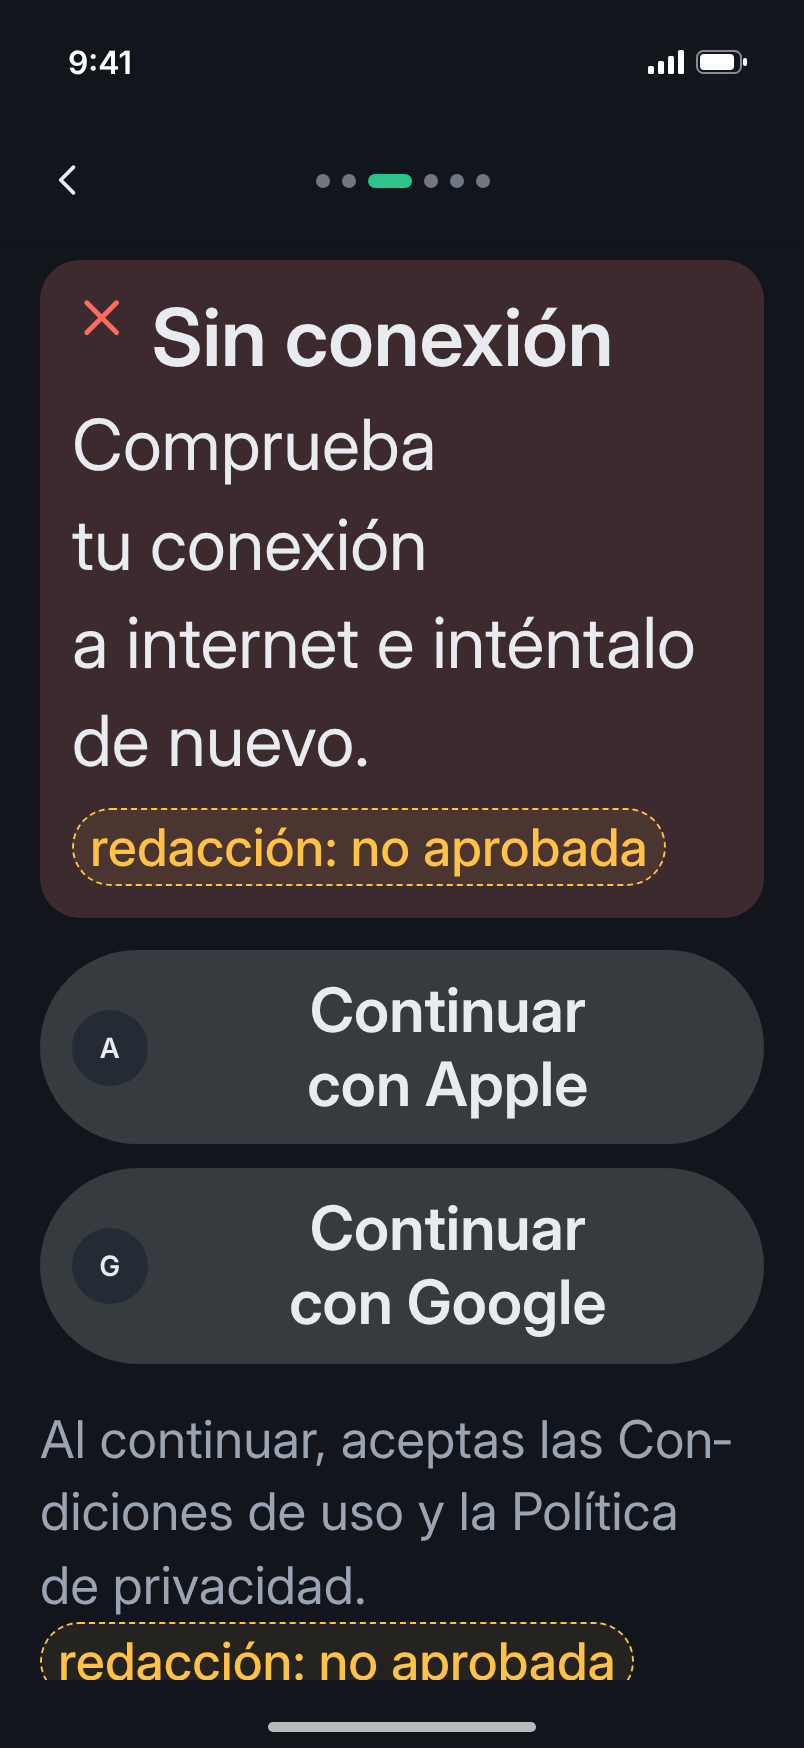 9:41
Sin conexión
Comprueba
tu conexión
a internet e inténtalo
de nuevo.
redacción: no aprobada
A
Continuar
con Apple
G
Continuar
con Google
Al continuar, aceptas las Con-
diciones de uso y la Política
de privacidad.
redacción: no aprobada